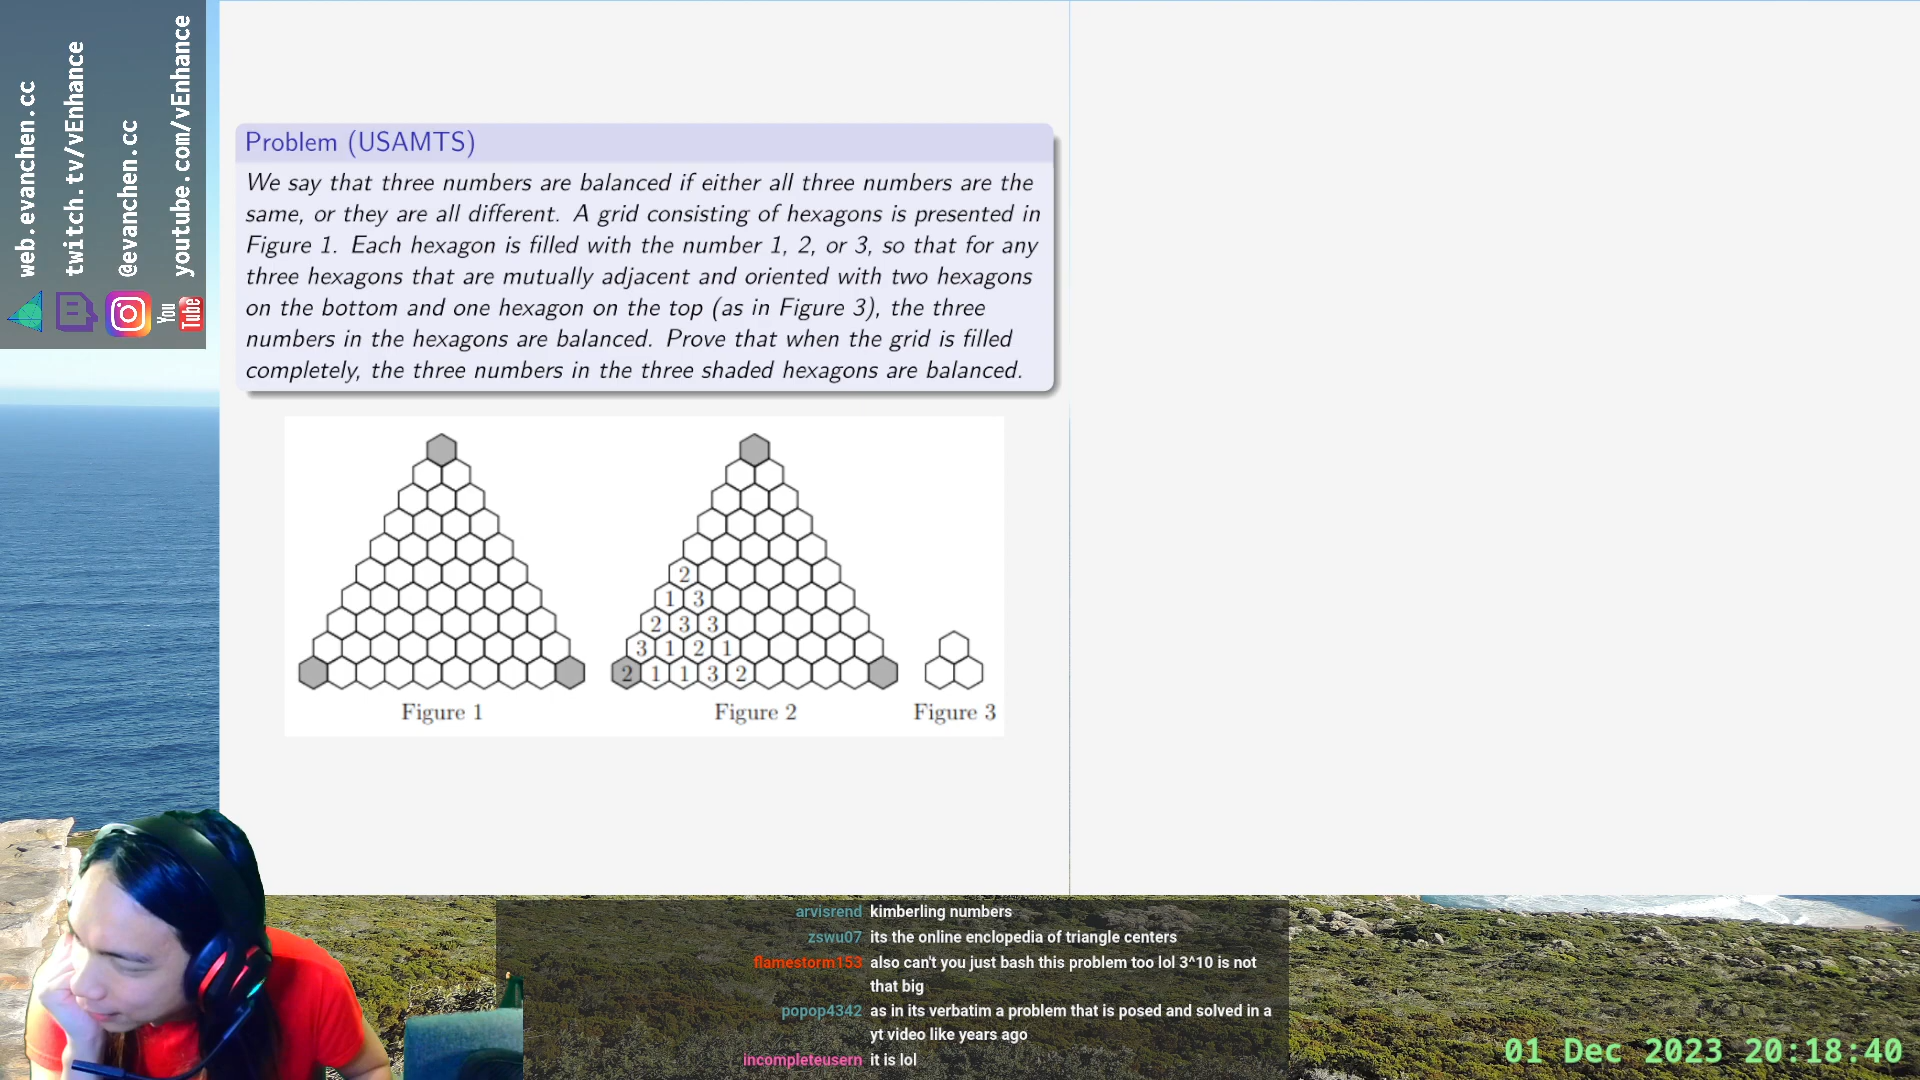 web.evanchen.cc
twitch.tv/vEnhance
@evanchen.cc
youtube.com/vEnhance
You
Tube
Problem (USAMTS)
We say that three numbers are balanced if either all three numbers are the
same, or they are all different. A grid consisting of hexagons is presented in
Figure 1. Each hexagon is filled with the number 1, 2, or 3, so that for any
three hexagons that are mutually adjacent and oriented with two hexagons
on the bottom and one hexagon on the top (as in Figure 3), the three
numbers in the hexagons are balanced. Prove that when the grid is filled
completely, the three numbers in the three shaded hexagons are balanced.
2
1 3
2 3 3
3 1 2 1
2 1 1 3 2
Figure 1
Figure 2
Figure 3
arvisrend kimberling numbers
zswu07 its the online enclopedia of triangle centers
flamestorm153 also can't you just bash this problem too lol 3^10 is not
that big
popop4342 as in its verbatim a problem that is posed and solved in a
yt video like years ago
incompleteusern it is lol
01 Dec 2023 20:18:40